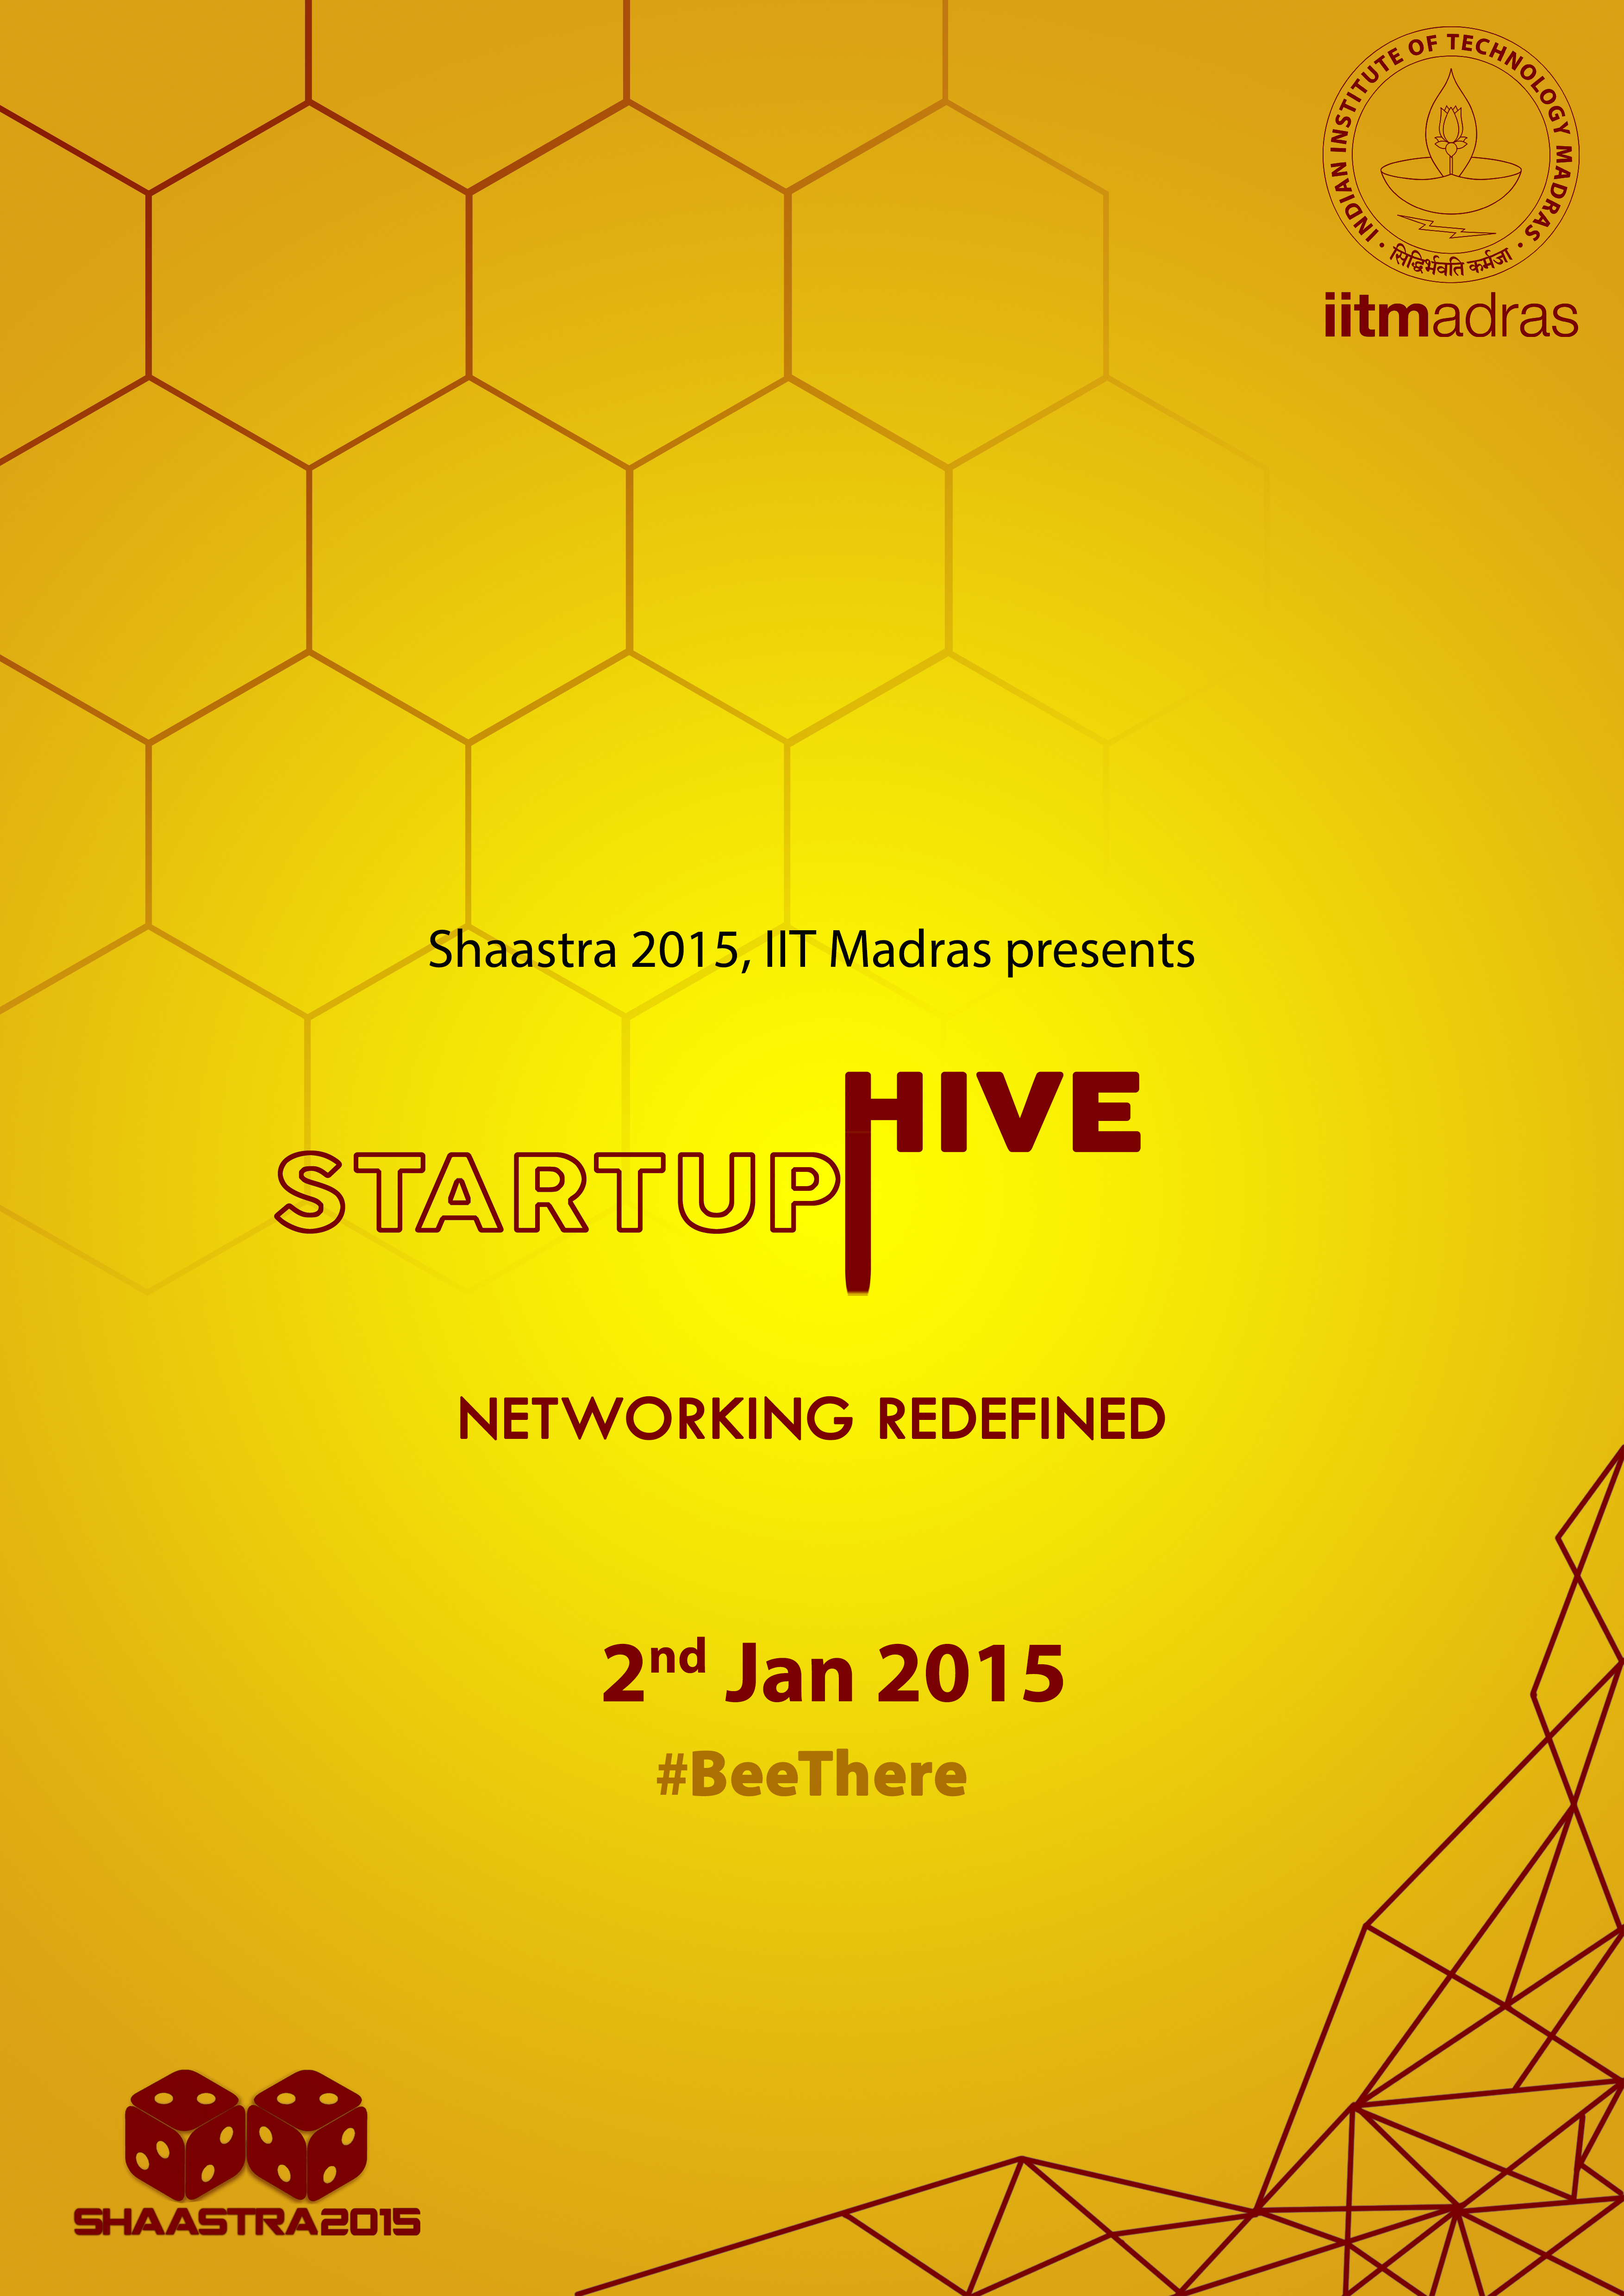 INDIAN INSTITUTE OF TECHNOLOGY MADRAS
सिद्धिर्भवति कर्मजा
iitmadras
Shaastra 2015, IIT Madras presents
STARTUP HIVE
NETWORKING REDEFINED
2nd Jan 2015
#BeeThere
SHAASTRA2015